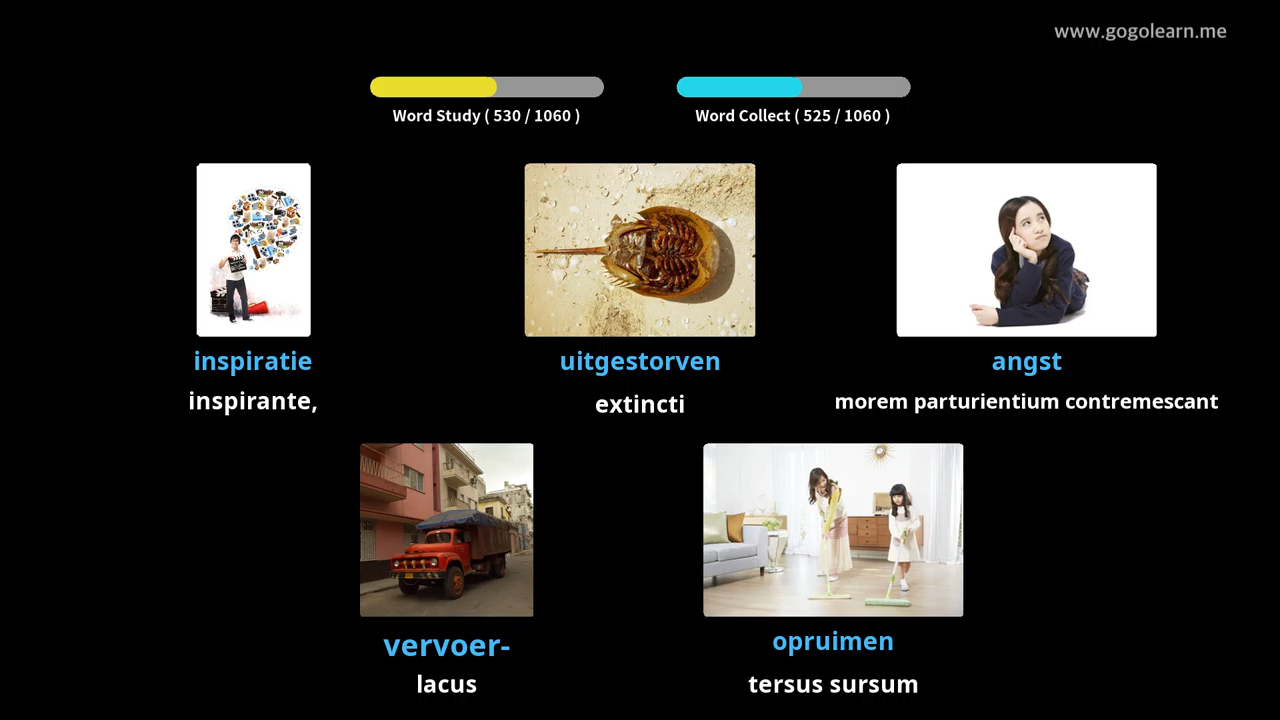 www.gogolearn.me
Word Study ( 530 / 1060 )
Word Collect ( 525 / 1060 )
inspiratie
inspirante,
uitgestorven
extincti
angst
morem parturientium contremescant
vervoer-
lacus
opruimen
tersus sursum